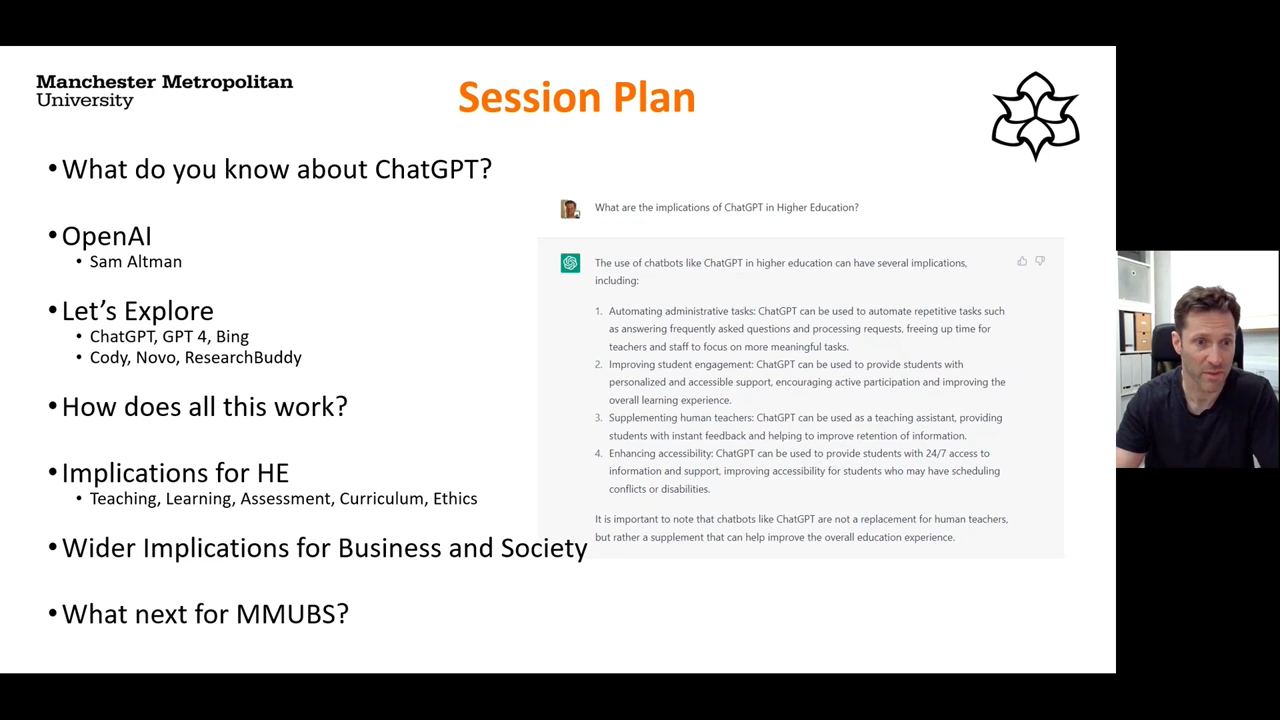 Manchester Metropolitan
University
Session Plan
•What do you know about ChatGPT?
•OpenAI
• Sam Altman
•Let’s Explore
• ChatGPT, GPT 4, Bing
• Cody, Novo, ResearchBuddy
•How does all this work?
•Implications for HE
• Teaching, Learning, Assessment, Curriculum, Ethics
•Wider Implications for Business and Society
•What next for MMUBS?
What are the implications of ChatGPT in Higher Education?
The use of chatbots like ChatGPT in higher education can have several implications,
including:
1. Automating administrative tasks: ChatGPT can be used to automate repetitive tasks such
as answering frequently asked questions and processing requests, freeing up time for
teachers and staff to focus on more meaningful tasks.
2. Improving student engagement: ChatGPT can be used to provide students with
personalized and accessible support, encouraging active participation and improving the
overall learning experience.
3. Supplementing human teachers: ChatGPT can be used as a teaching assistant, providing
students with instant feedback and helping to improve retention of information.
4. Enhancing accessibility: ChatGPT can be used to provide students with 24/7 access to
information and support, improving accessibility for students who may have scheduling
conflicts or disabilities.
It is important to note that chatbots like ChatGPT are not a replacement for human teachers,
but rather a supplement that can help improve the overall education experience.